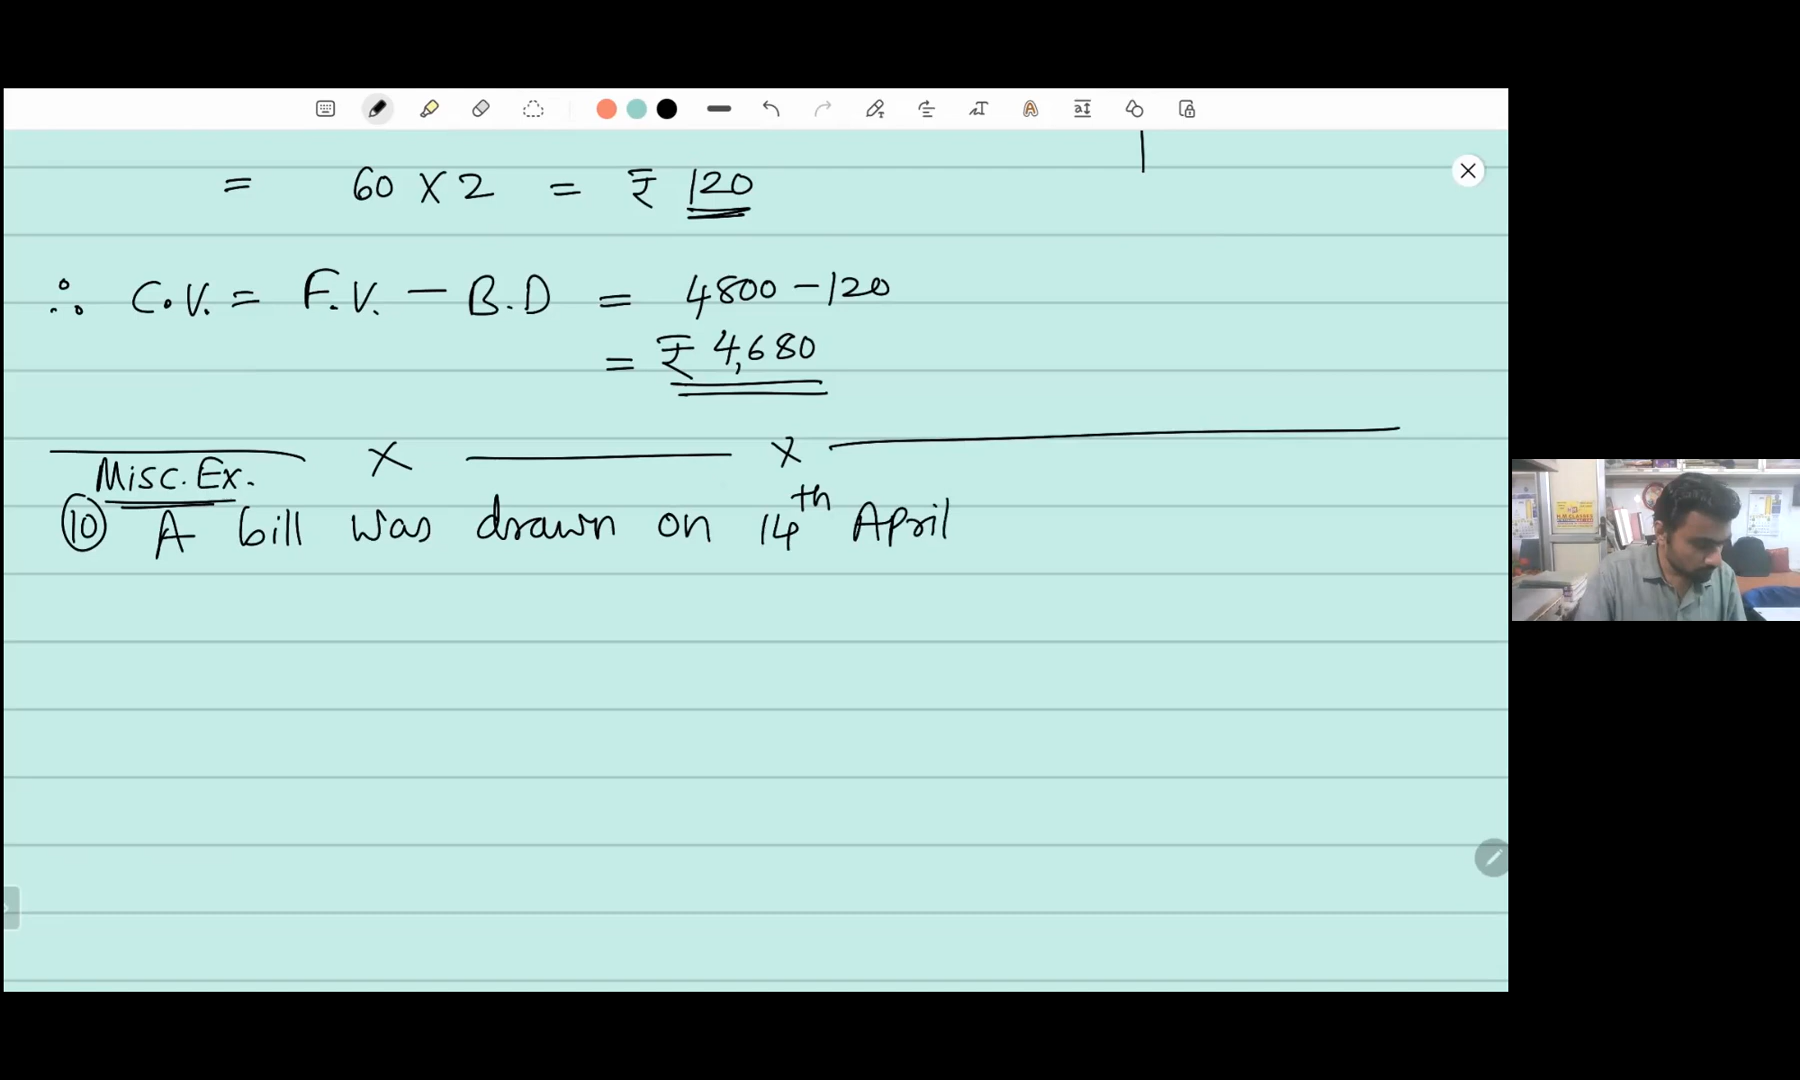 = 60 × 2 = ₹ 120
∴ C.V. = F.V. − B.D = 4800 − 120
= ₹ 4,680
Misc. Ex.
10 A bill was drawn on 14th April